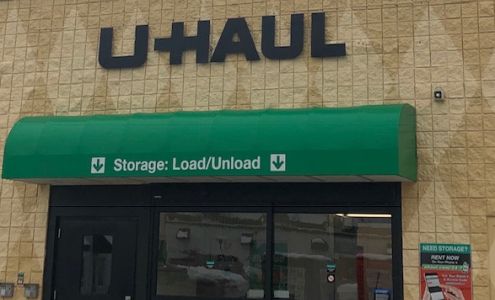 U-HAUL
Storage: Load/Unload
NEED STORAGE?
RENT NOW